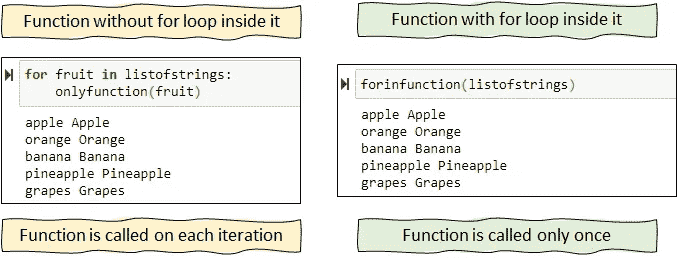 Function without for loop inside it
for fruit in listofstrings:
onlyfunction(fruit)
apple Apple
orange Orange
banana Banana
pineapple Pineapple
grapes Grapes
Function is called on each iteration
Function with for loop inside it
forinfunction(listofstrings)
apple Apple
orange Orange
banana Banana
pineapple Pineapple
grapes Grapes
Function is called only once